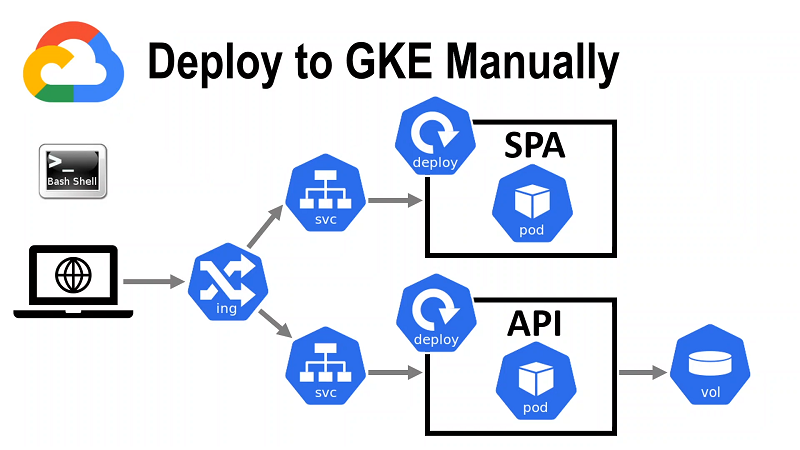 Deploy to GKE Manually
>_
Bash Shell
deploy
SPA
pod
svc
ing
svc
deploy
API
pod
vol